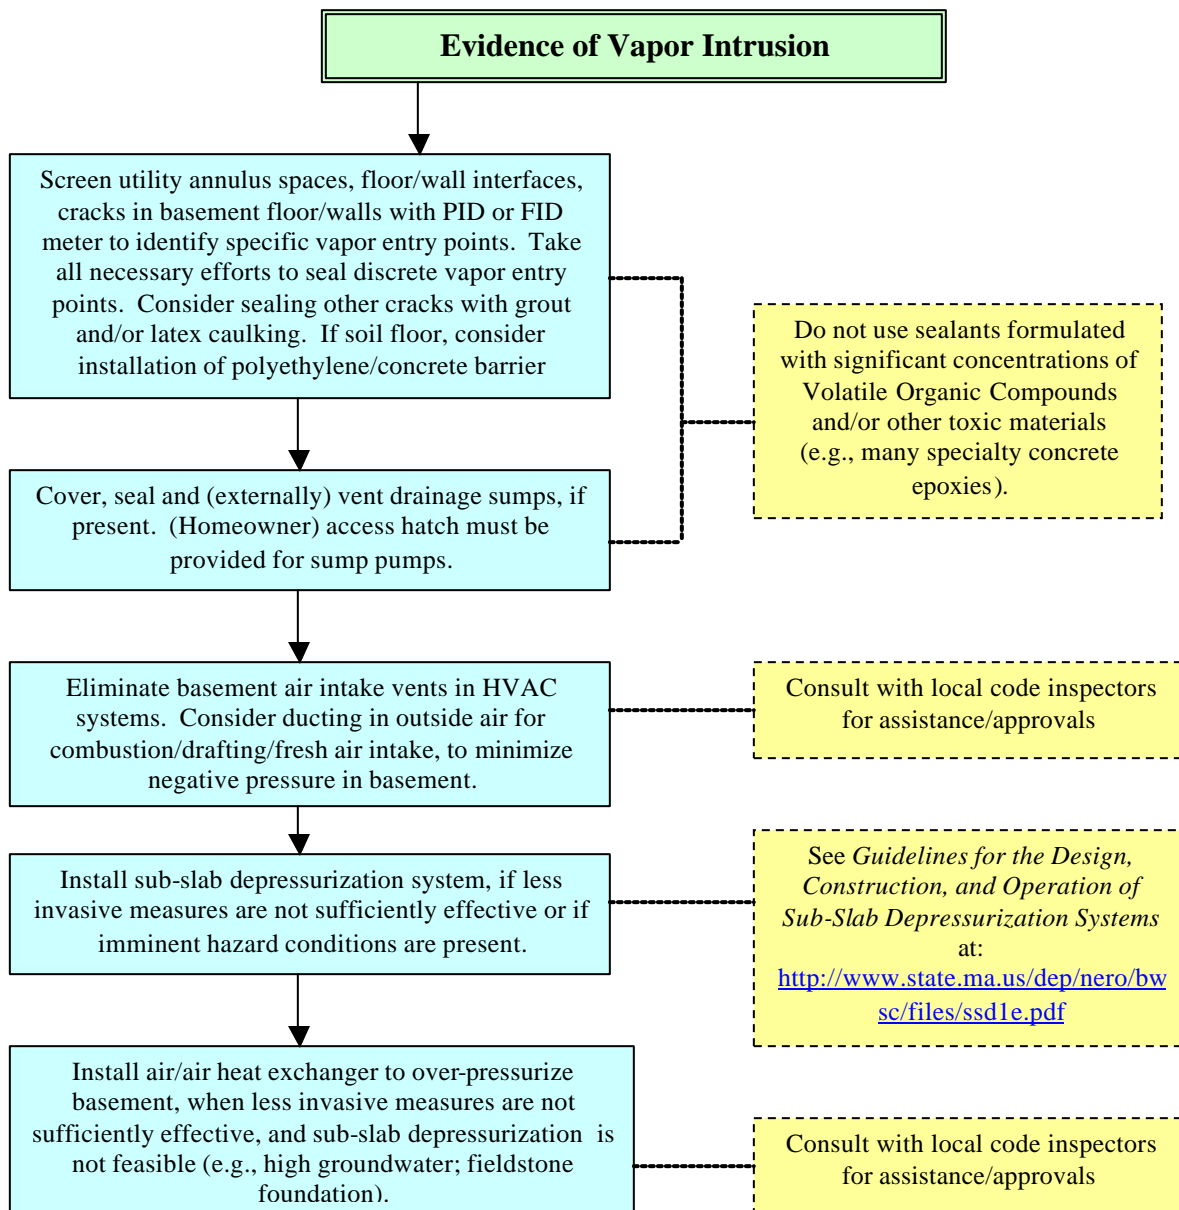 Evidence of Vapor Intrusion
Screen utility annulus spaces, floor/wall interfaces,
cracks in basement floor/walls with PID or FID
meter to identify specific vapor entry points.  Take
all necessary efforts to seal discrete vapor entry
points.  Consider sealing other cracks with grout
and/or latex caulking.  If soil floor, consider
installation of polyethylene/concrete barrier
Do not use sealants formulated
with significant concentrations of
Volatile Organic Compounds
and/or other toxic materials
(e.g., many specialty concrete
epoxies).
Cover, seal and (externally) vent drainage sumps, if
present.  (Homeowner) access hatch must be
provided for sump pumps.
Eliminate basement air intake vents in HVAC
systems.  Consider ducting in outside air for
combustion/drafting/fresh air intake, to minimize
negative pressure in basement.
Consult with local code inspectors
for assistance/approvals
Install sub-slab depressurization system, if less
invasive measures are not sufficiently effective or if
imminent hazard conditions are present.
See Guidelines for the Design,
Construction, and Operation of
Sub-Slab Depressurization Systems
at:
http://www.state.ma.us/dep/nero/bw
sc/files/ssd1e.pdf
Install air/air heat exchanger to over-pressurize
basement, when less invasive measures are not
sufficiently effective, and sub-slab depressurization  is
not feasible (e.g., high groundwater; fieldstone
foundation).
Consult with local code inspectors
for assistance/approvals